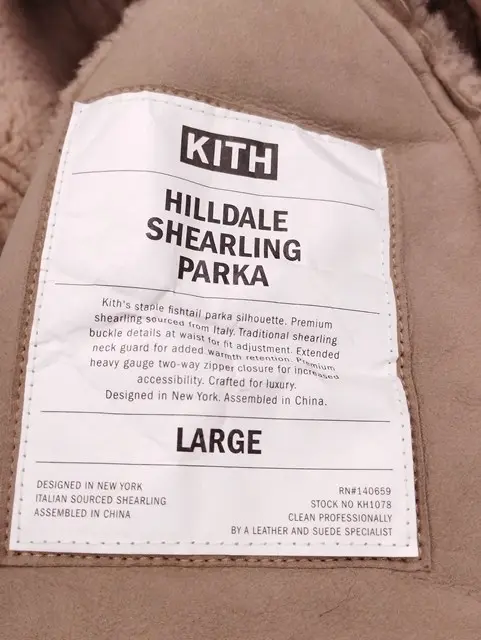 KITH
HILLDALE
SHEARLING
PARKA
Kith's staple fishtail parka silhouette. Premium
shearling sourced from Italy. Traditional shearling
buckle details at waist for fit adjustment. Extended
neck guard for added warmth retention. Premium
heavy gauge two-way zipper closure for increased
accessibility. Crafted for luxury.
Designed in New York. Assembled in China.
LARGE
DESIGNED IN NEW YORK
ITALIAN SOURCED SHEARLING
ASSEMBLED IN CHINA
RN#140659
STOCK NO KH1078
CLEAN PROFESSIONALLY
BY A LEATHER AND SUEDE SPECIALIST